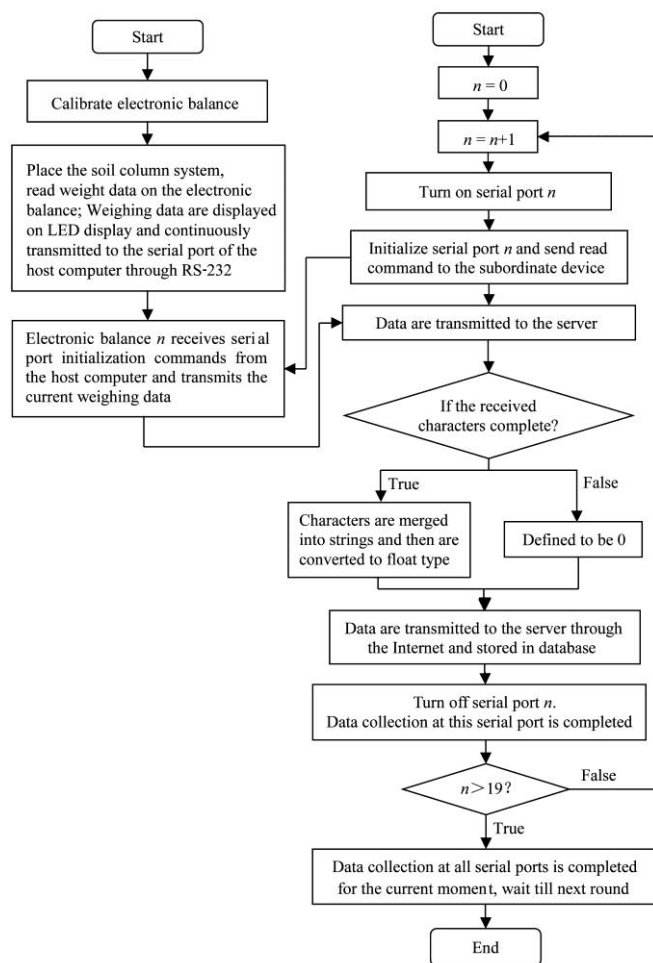 Start
Calibrate electronic balance
Place the soil column system,
read weight data on the electronic
balance; Weighing data are displayed
on LED display and continuously
transmitted to the serial port of the
host computer through RS-232
Electronic balance n receives serial
port initialization commands from
the host computer and transmits the
current weighing data
Start
n = 0
n = n+1
Turn on serial port n
Initialize serial port n and send read
command to the subordinate device
Data are transmitted to the server
If the received
characters complete?
True
False
Characters are merged
into strings and then are
converted to float type
Defined to be 0
Data are transmitted to the server through
the Internet and stored in database
Turn off serial port n.
Data collection at this serial port is completed
n>19?
False
True
Data collection at all serial ports is completed
for the current moment, wait till next round
End